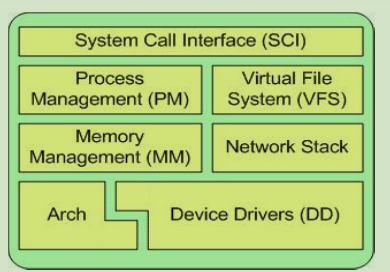 System Call Interface (SCI)
Process
Management (PM)
Virtual File
System (VFS)
Memory
Management (MM)
Network Stack
Arch
Device Drivers (DD)